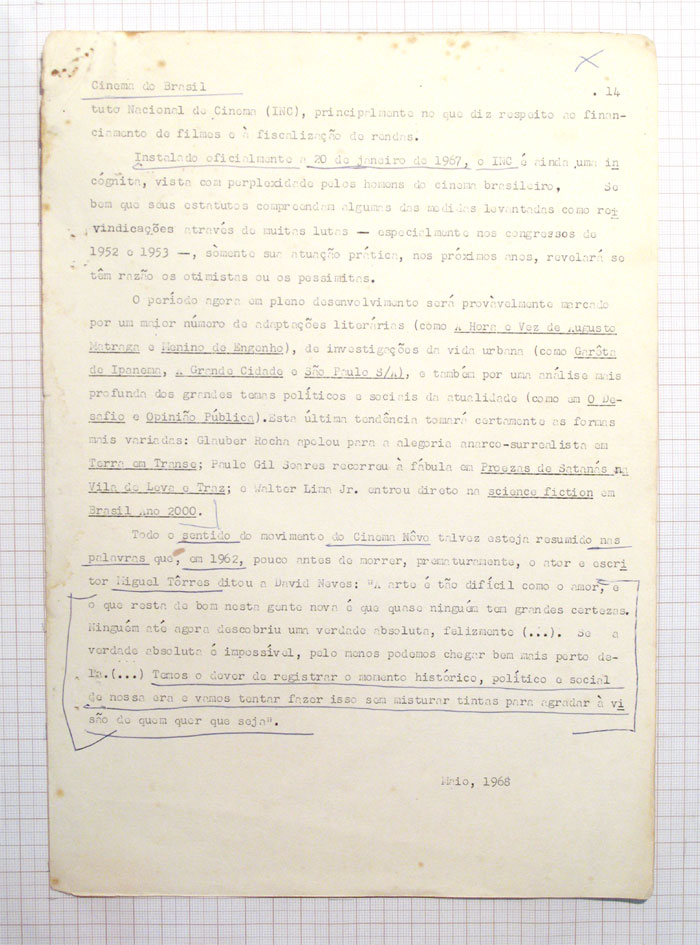 Cinema do Brasil . 14
tuto Nacional de Cinema (INC), principalmente no que diz respeito ao finan-
ciamento de filmes e à fiscalização de rendas.
Instalado oficialmente a 20 de janeiro de 1967, o INC é ainda uma in
cógnita, vista com perplexidade pelos homens do cinema brasileiro, Se
bem que seus estatutos compreendam algumas das medidas levantadas como rei
vindicações através de muitas lutas — especialmente nos congressos de
1952 e 1953 —, sòmente sua atuação prática, nos próximos anos, revelará se
têm razão os otimistas ou os pessimitas.
O período agora em pleno desenvolvimento será provàvelmente marcado
por um maior número de adaptações literárias (como A Hora e Vez de Augusto
Matraga e Menino de Engenho), de investigações da vida urbana (como Garôta
de Ipanema, A Grande Cidade e São Paulo S/A), e também por uma análise mais
profunda dos grandes temas políticos e sociais da atualidade (como em O De-
safio e Opinião Pública).Esta última tendência tomará certamente as formas
mais variadas: Glauber Rocha apelou para a alegoria anarco-surrealista em
Terra em Transe; Paulo Gil Soares recorreu à fábula em Proezas de Satanás na
Vila de Leva e Traz; e Walter Lima Jr. entrou direto na science fiction em
Brasil Ano 2000.
Todo o sentido do movimento do Cinema Nôvo talvez esteja resumido nas
palavras que, em 1962, pouco antes de morrer, prematuramente, o ator e escri
tor Miguel Tôrres ditou a David Neves: "A arte é tão difícil como o amor, e
o que resta de bom nesta gente nova é que quase ninguém tem grandes certezas.
Ninguém até agora descobriu uma verdade absoluta, felizmente (...). Se a
verdade absoluta é impossível, pelo menos podemos chegar bem mais perto de-
la.(...) Temos o dever de registrar o momento histórico, político e social
de nossa era e vamos tentar fazer isso sem misturar tintas para agradar à vi
são de quem quer que seja".
Maio, 1968